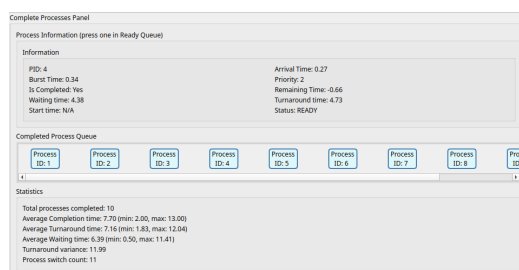 Complete Processes Panel
Process Information (press one in Ready Queue)
Information
PID: 4
Arrival Time: 0.27
Burst Time: 0.34
Priority: 2
Is Completed: Yes
Remaining Time: -0.66
Waiting time: 4.38
Turnaround time: 4.73
Start time: N/A
Status: READY
Completed Process Queue
Process ID: 1
Process ID: 2
Process ID: 3
Process ID: 4
Process ID: 5
Process ID: 6
Process ID: 7
Process ID: 8
Pro
ID
Statistics
Total processes completed: 10
Average Completion time: 7.70 (min: 2.00, max: 13.00)
Average Turnaround time: 7.16 (min: 1.83, max: 12.04)
Average Waiting time: 6.39 (min: 0.50, max: 11.41)
Turnaround variance: 11.99
Process switch count: 11